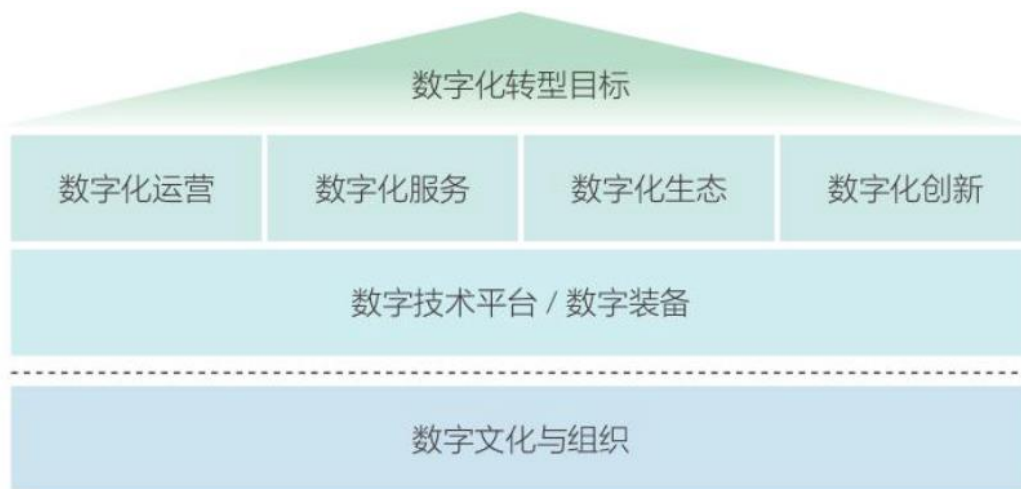 数字化转型目标
数字化运营
数字化服务
数字化生态
数字化创新
数字技术平台 / 数字装备
数字文化与组织